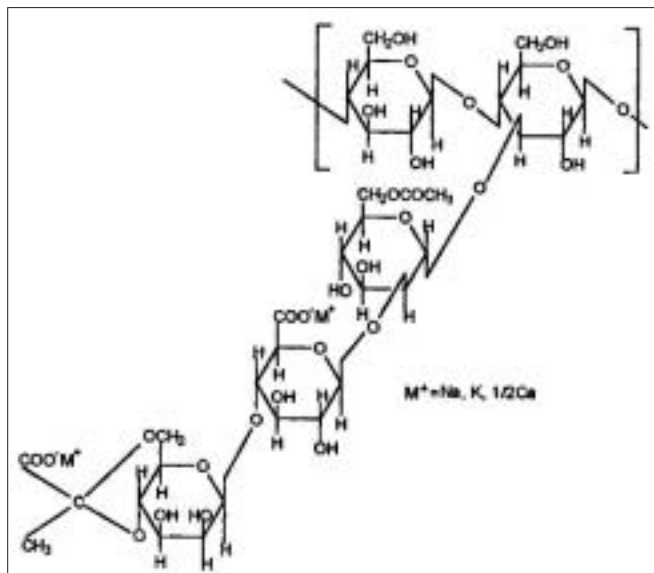 CH₂OH CH₂OH
H O H O
H H
O O
OH OH
H H H H
OH OH
CH₂OCOCH₃ O
H O H
H
OH
HO H H
COO⁻M⁺ O
H O
H
OH H M⁺=Na, K, 1/2Ca
O H
OCH₂ OH
COO⁻M⁺ H O
H
C
OH HO H
CH₃ O H H